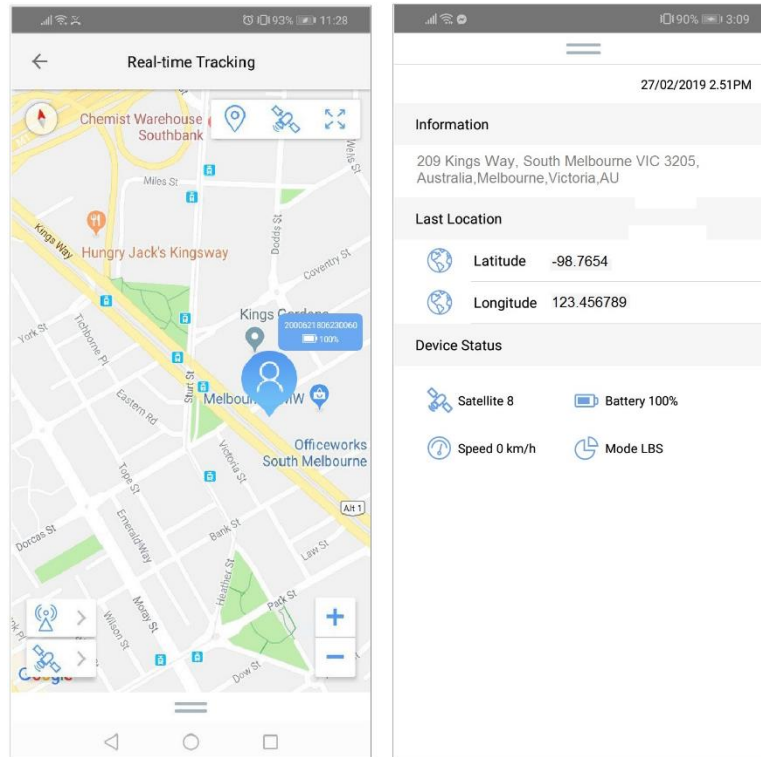 93% 11:28
Real-time Tracking
Chemist Warehouse
Southbank
Wells St
Miles St
Kings Way
Hungry Jack's Kingsway
Dodds St
Coventry St
York St
Tichborne Pl
Kings Gardens
2000621806230060
100%
Eastern Rd
Sturt St
Officeworks
South Melbourne
Tope St
Victoria St
Alt 1
Dorcas St
Emerald Way
Bank St
Law St
Heather St
Park St
Moray St
Wilson St
Dow St
Google
90% 3:09
27/02/2019 2.51PM
Information
209 Kings Way, South Melbourne VIC 3205,
Australia,Melbourne,Victoria,AU
Last Location
Latitude -98.7654
Longitude 123.456789
Device Status
Satellite 8 Battery 100%
Speed 0 km/h Mode LBS